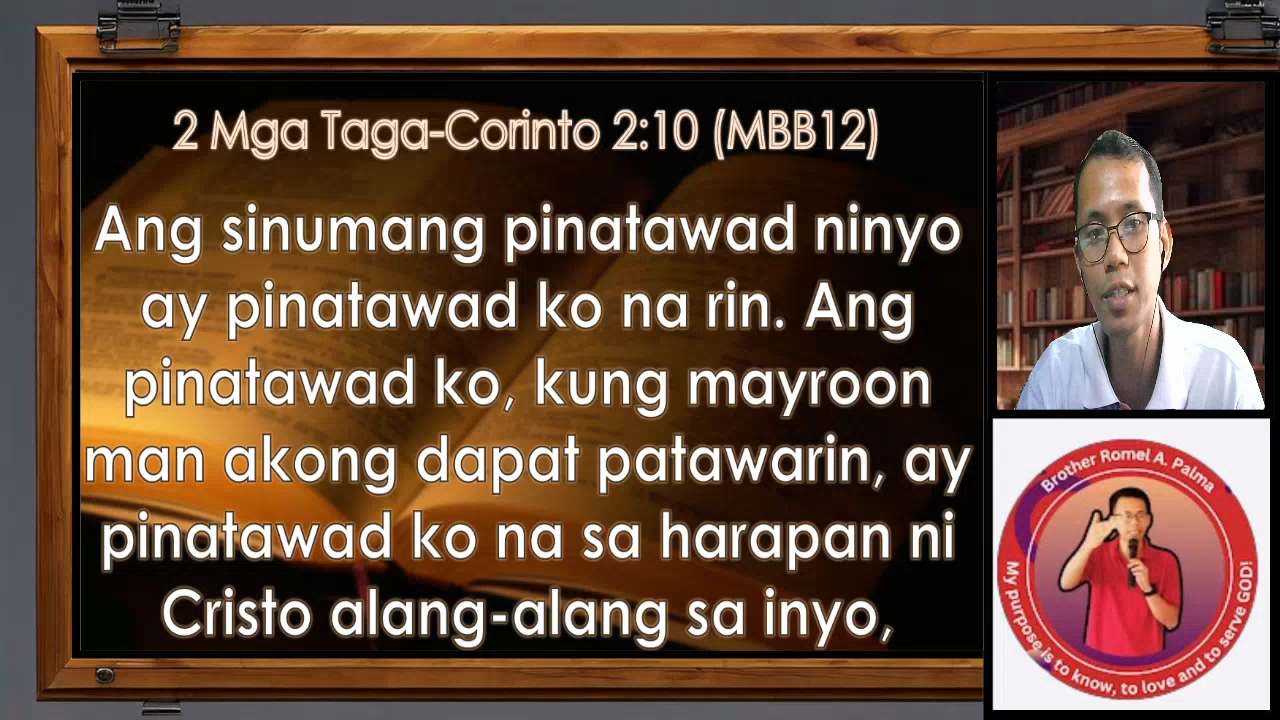 2 Mga Taga-Corinto 2:10 (MBB12)
Ang sinumang pinatawad ninyo
ay pinatawad ko na rin. Ang
pinatawad ko, kung mayroon
man akong dapat patawarin, ay
pinatawad ko na sa harapan ni
Cristo alang-alang sa inyo,
Brother Romel A. Palma
My purpose is to know, to love and to serve GOD!